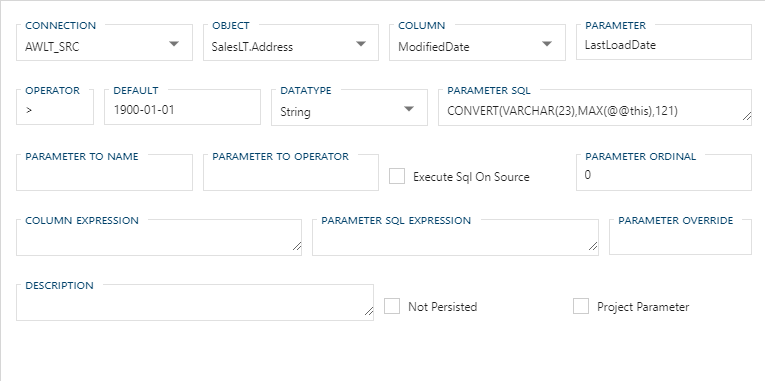 CONNECTION OBJECT COLUMN PARAMETER
AWLT_SRC SalesLT.Address ModifiedDate LastLoadDate
OPERATOR DEFAULT DATATYPE PARAMETER SQL
> 1900-01-01 String CONVERT(VARCHAR(23),MAX(@@this),121)
PARAMETER TO NAME PARAMETER TO OPERATOR PARAMETER ORDINAL
Execute Sql On Source 0
COLUMN EXPRESSION PARAMETER SQL EXPRESSION PARAMETER OVERRIDE
DESCRIPTION
Not Persisted Project Parameter